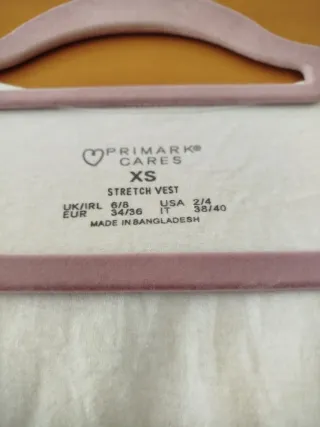 PRIMARK®
CARES
XS
STRETCH VEST
UK/IRL 6/8 USA 2/4
EUR 34/36 IT 38/40
MADE IN BANGLADESH